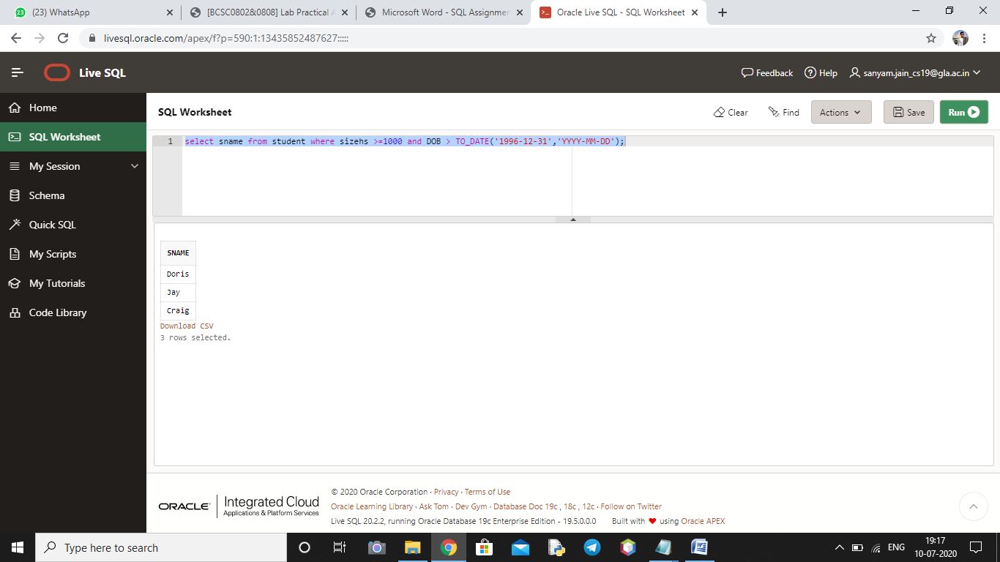 23
(23) WhatsApp
[BCSC0802&0808] Lab Practical A
Microsoft Word - SQL Assignmen
Oracle Live SQL - SQL Worksheet
livesql.oracle.com/apex/f?p=590:1:13435852487627:::::
Live SQL
Feedback
Help
sanyam.jain_cs19@gla.ac.in
Home
SQL Worksheet
My Session
Schema
Quick SQL
My Scripts
My Tutorials
Code Library
SQL Worksheet
Clear
Find
Actions
Save
Run
1 select sname from student where sizehs >=1000 and DOB > TO_DATE('1996-12-31','YYYY-MM-DD');
SNAME
Doris
Jay
Craig
Download CSV
3 rows selected.
ORACLE
Integrated Cloud
Applications & Platform Services
© 2020 Oracle Corporation · Privacy · Terms of Use
Oracle Learning Library · Ask Tom · Dev Gym · Database Doc 19c , 18c , 12c · Follow on Twitter
Live SQL 20.2.2, running Oracle Database 19c Enterprise Edition - 19.5.0.0.0 Built with ❤ using Oracle APEX
Type here to search
ENG
19:17
10-07-2020